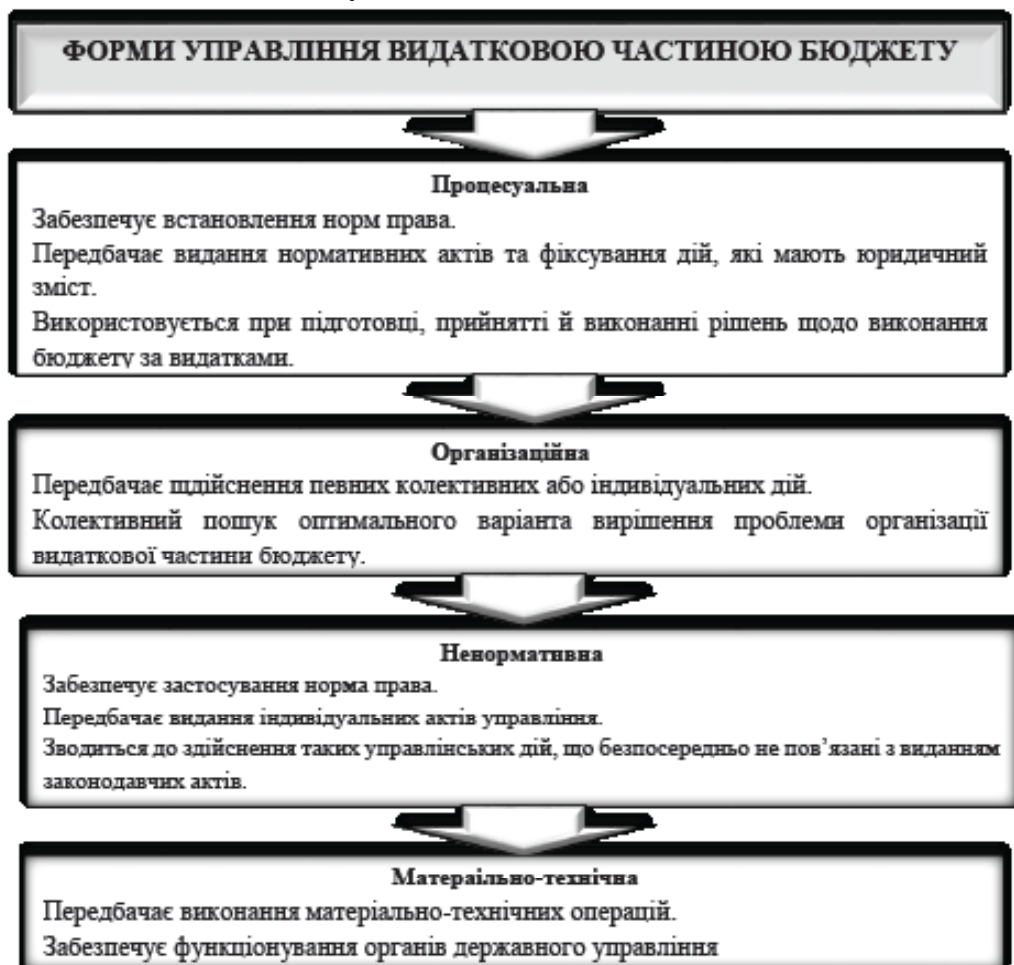 ФОРМИ УПРАВЛІННЯ ВИДАТКОВОЮ ЧАСТИНОЮ БЮДЖЕТУ
Процесуальна
Забезпечує встановлення норм права.
Передбачає видання нормативних актів та фіксування дій, які мають юридичний
зміст.
Використовується при підготовці, прийнятті й виконанні рішень щодо виконання
бюджету за видатками.
Організаційна
Передбачає щдійснення певних колективних або індивідуальних дій.
Колективний пошук оптимального варіанта вирішення проблеми організації
видаткової частини бюджету.
Ненормативна
Забезпечує застосування норма права.
Передбачає видання індивідуальних актів управління.
Зводиться до здійснення таких управлінських дій, що безпосередньо не пов’язані з виданням
законодавчих актів.
Матераільно-технічна
Передбачає виконання матеріально-технічних операцій.
Забезпечує функціонування органів державного управління